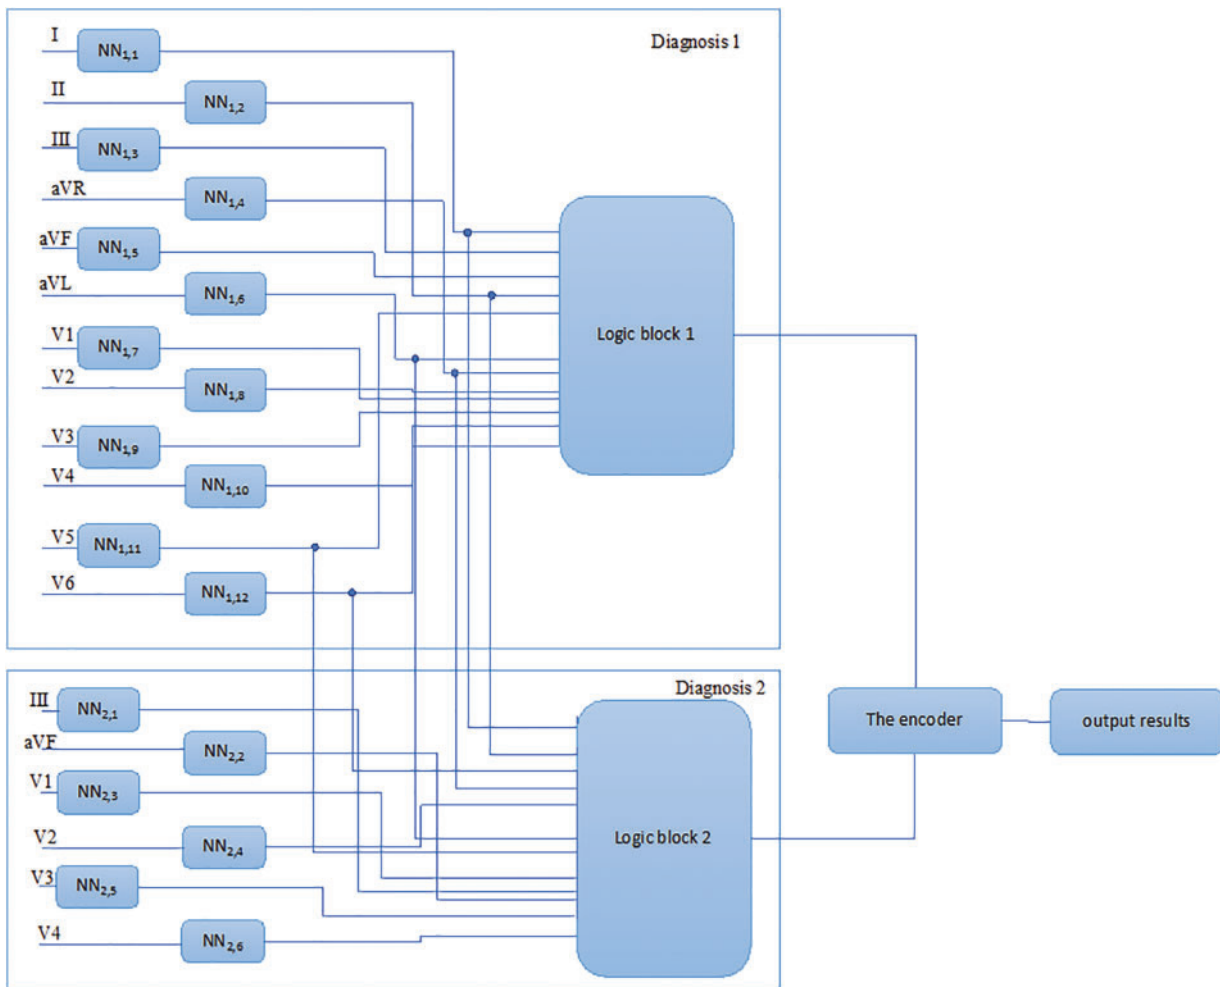 Diagnosis 1
I
NN1,1
II
NN1,2
III
NN1,3
aVR
NN1,4
aVF
NN1,5
aVL
NN1,6
V1
NN1,7
V2
NN1,8
V3
NN1,9
V4
NN1,10
V5
NN1,11
V6
NN1,12
Logic block 1
Diagnosis 2
III
NN2,1
aVF
NN2,2
V1
NN2,3
V2
NN2,4
V3
NN2,5
V4
NN2,6
Logic block 2
The encoder
output results